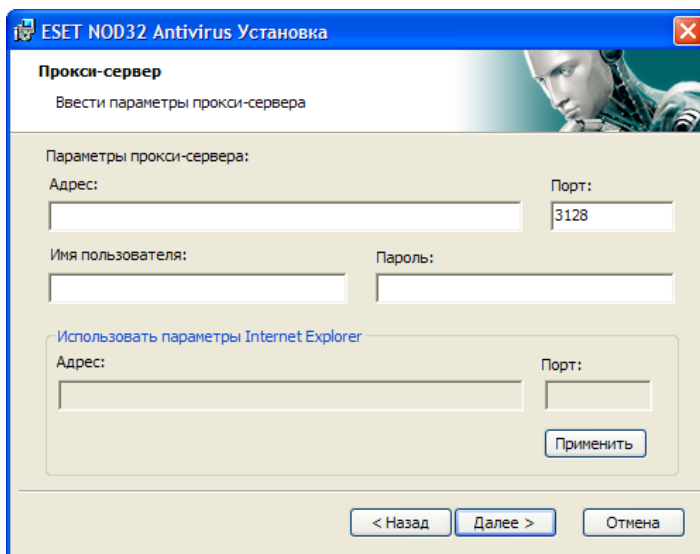 ESET NOD32 Antivirus Установка
Прокси-сервер
Ввести параметры прокси-сервера
Параметры прокси-сервера:
Адрес: Порт:
3128
Имя пользователя: Пароль:
Использовать параметры Internet Explorer
Адрес: Порт:
Применить
< Назад Далее > Отмена